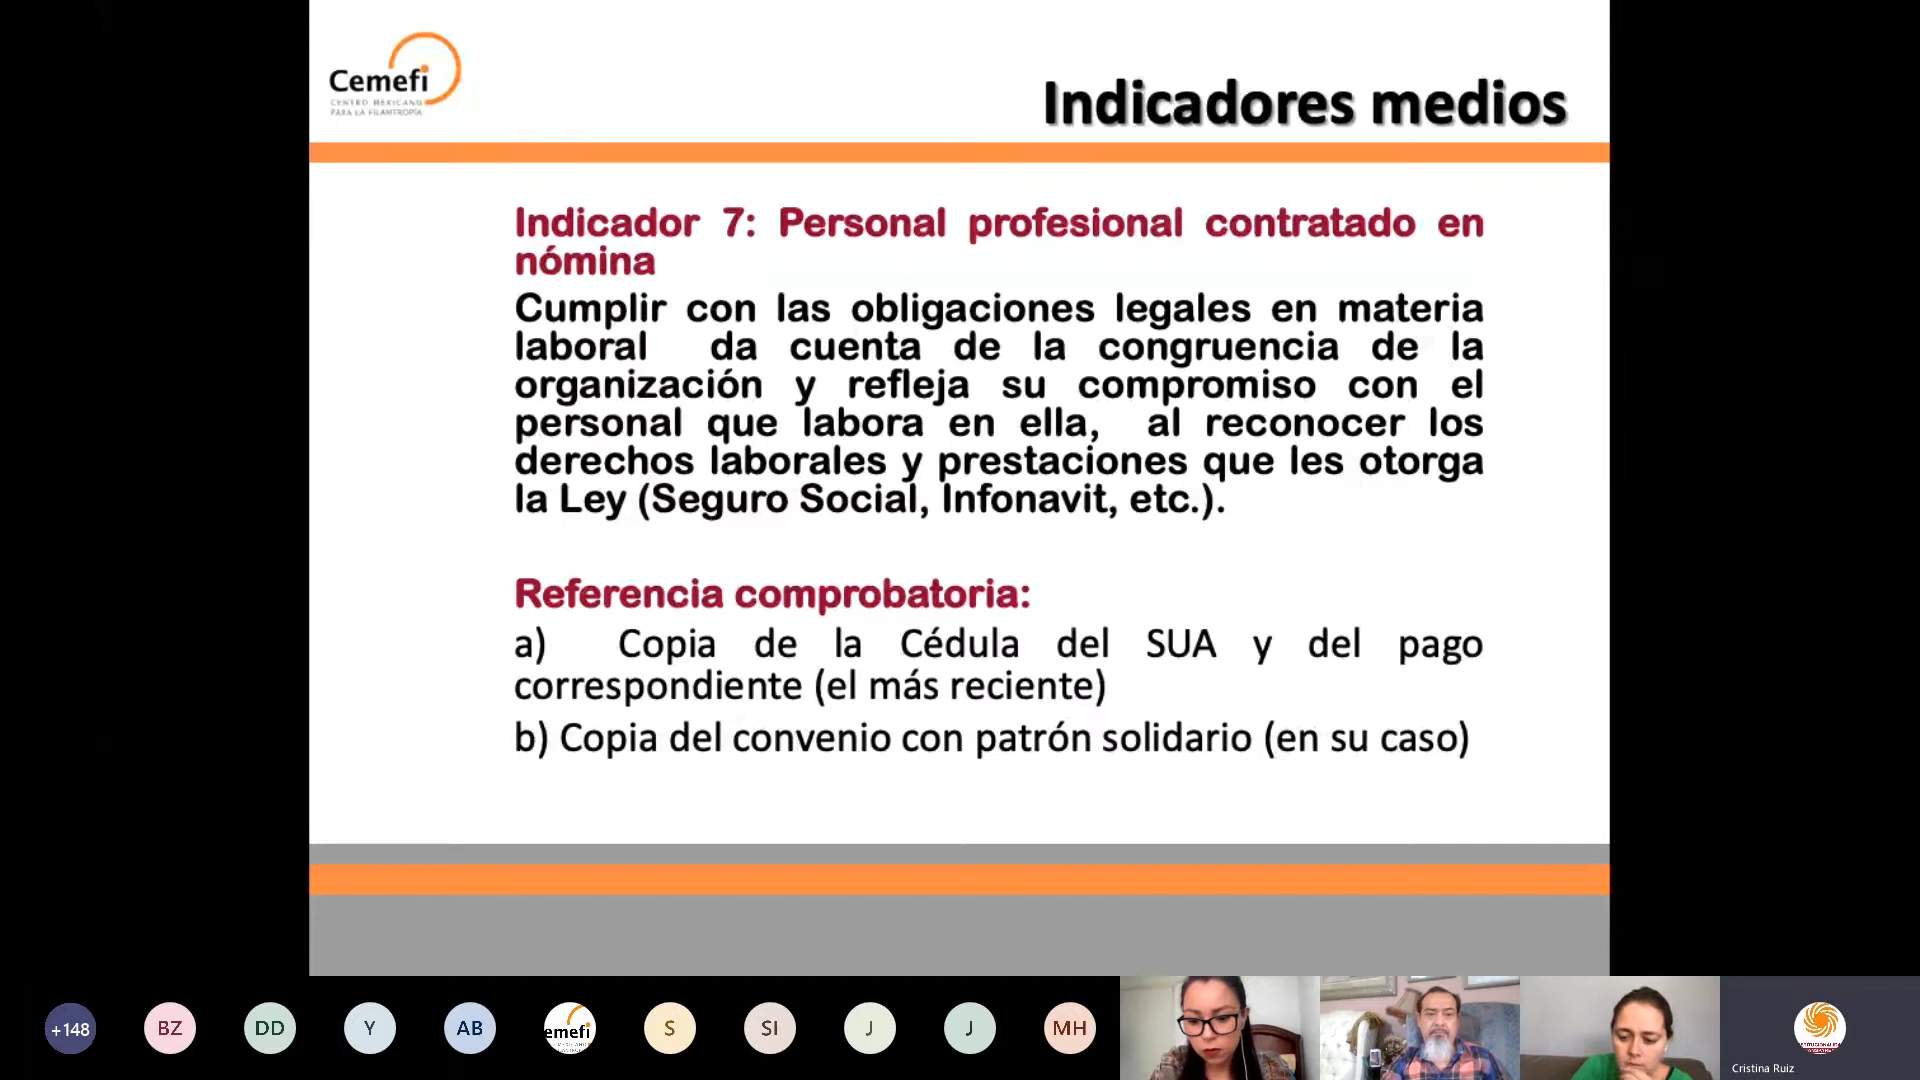 Cemefi
CENTRO MEXICANO
PARA LA FILANTROPÍA
Indicadores medios
Indicador 7: Personal profesional contratado en
nómina
Cumplir con las obligaciones legales en materia
laboral da cuenta de la congruencia de la
organización y refleja su compromiso con el
personal que labora en ella, al reconocer los
derechos laborales y prestaciones que les otorga
la Ley (Seguro Social, Infonavit, etc.).
Referencia comprobatoria:
a) Copia de la Cédula del SUA y del pago
correspondiente (el más reciente)
b) Copia del convenio con patrón solidario (en su caso)
+148
BZ
DD
Y
AB
emefi
S
SI
J
J
MH
Cristina Ruiz